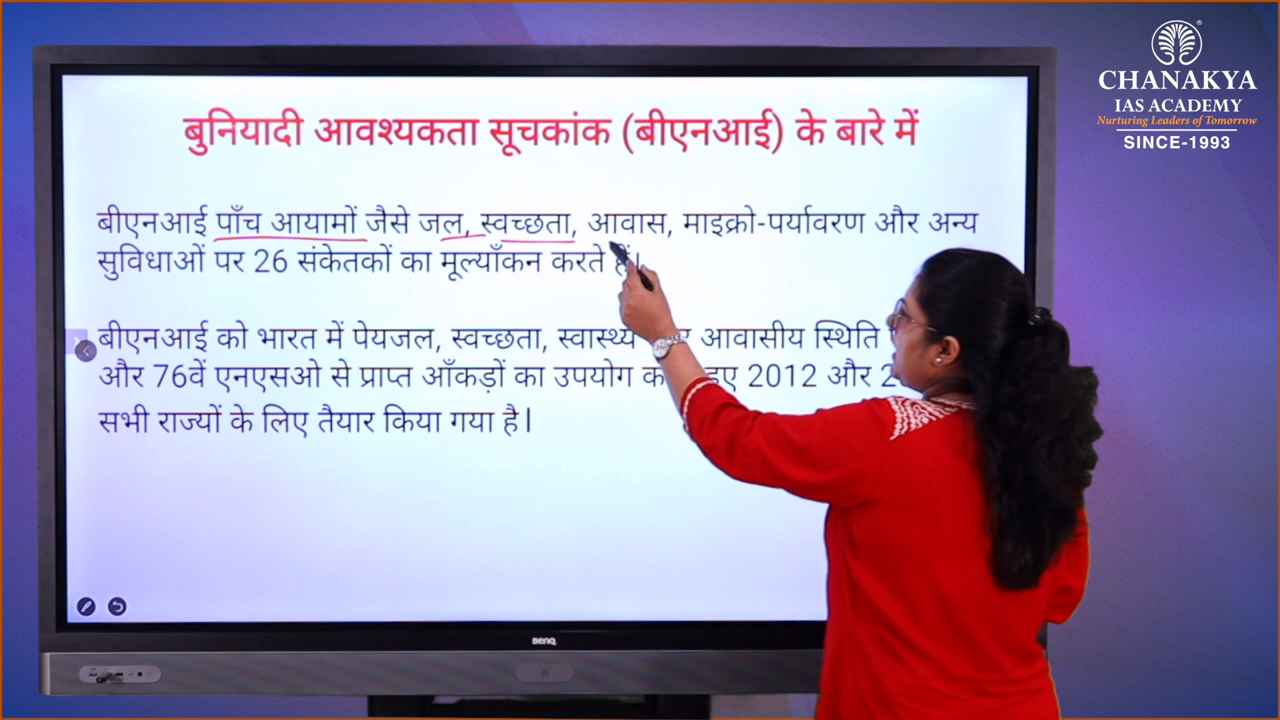 बुनियादी आवश्यकता सूचकांक (बीएनआई) के बारे में
बीएनआई पाँच आयामों जैसे जल, स्वच्छता, आवास, माइक्रो-पर्यावरण और अन्य
सुविधाओं पर 26 संकेतकों का मूल्याँकन करते हैं।
बीएनआई को भारत में पेयजल, स्वच्छता, स्वास्थ्य आवासीय स्थिति
और 76वें एनएसओ से प्राप्त आँकड़ों का उपयोग 2012 और
सभी राज्यों के लिए तैयार किया गया है।
BENQ
CHANAKYA
IAS ACADEMY
Nurturing Leaders of Tomorrow
SINCE-1993